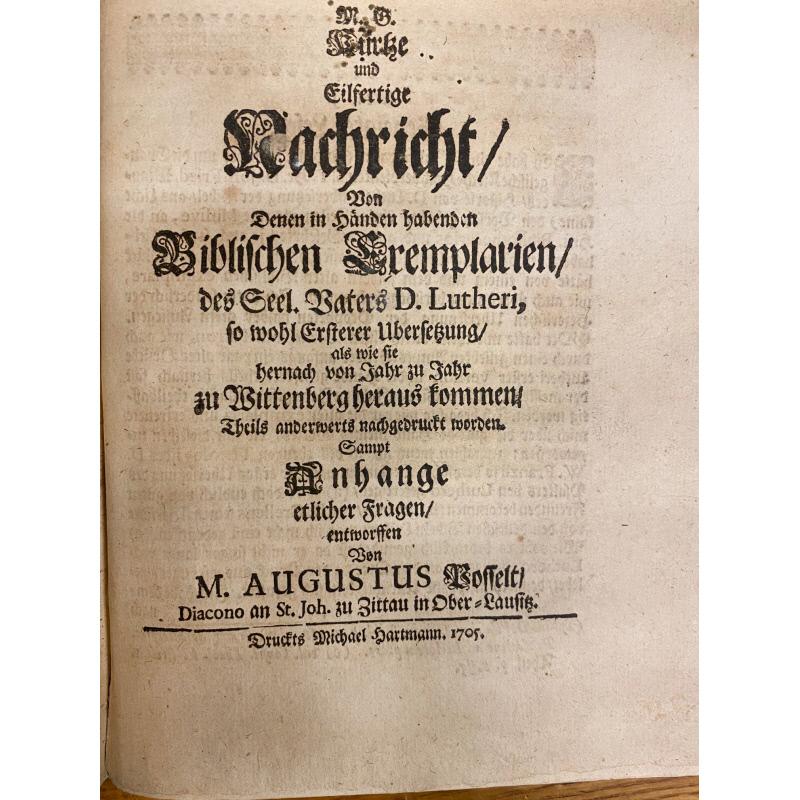 M. G.
Kürtze
und
Eilfertige
Nachricht/
Von
Denen in Händen habenden
Biblischen Exemplarien/
des Seel. Vaters D. Lutheri,
so wohl Ersterer Ubersetzung/
als wie sie
hernach von Jahr zu Jahr
zu Wittenberg heraus kommen/
Theils anderwerts nachgedruckt worden.
Sampt
Anhange
etlicher Fragen/
entworffen
Von
M. AUGUSTUS Posselt/
Diacono an St. Joh. zu Zittau in Ober-Lausitz.
Druckts Michael Hartmann. 1705.